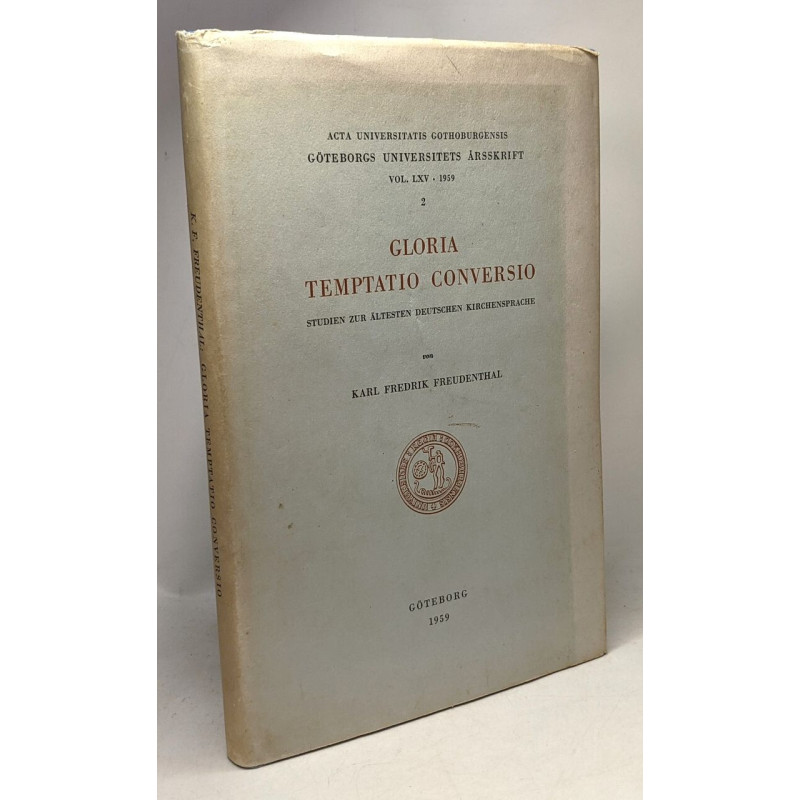 ACTA UNIVERSITATIS GOTHOBURGENSIS
GÖTEBORGS UNIVERSITETS ÅRSSKRIFT
VOL. LXV · 1959
2
GLORIA
TEMPTATIO CONVERSIO
STUDIEN ZUR ÄLTESTEN DEUTSCHEN KIRCHENSPRACHE
von
KARL FREDRIK FREUDENTHAL
GÖTEBORG
1959
K. F. FREUDENTHAL: GLORIA TEMPTATIO CONVERSIO